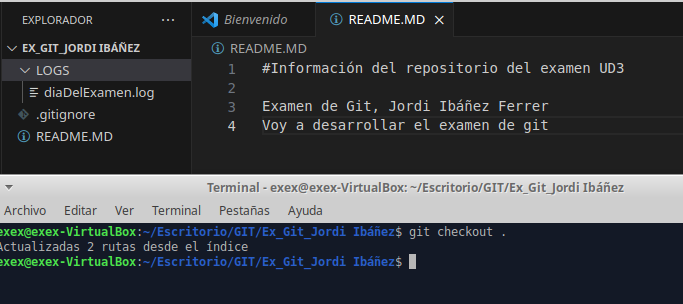 EXPLORADOR
Bienvenido
README.MD
EX_GIT_JORDI IBÁÑEZ
LOGS
diaDelExamen.log
.gitignore
README.MD
README.MD
1 #Información del repositorio del examen UD3
2
3 Examen de Git, Jordi Ibáñez Ferrer
4 Voy a desarrollar el examen de git
Terminal - exex@exex-VirtualBox: ~/Escritorio/GIT/Ex_Git_Jordi Ibáñez
Archivo Editar Ver Terminal Pestañas Ayuda
exex@exex-VirtualBox:~/Escritorio/GIT/Ex_Git_Jordi Ibáñez$ git checkout .
Actualizadas 2 rutas desde el índice
exex@exex-VirtualBox:~/Escritorio/GIT/Ex_Git_Jordi Ibáñez$